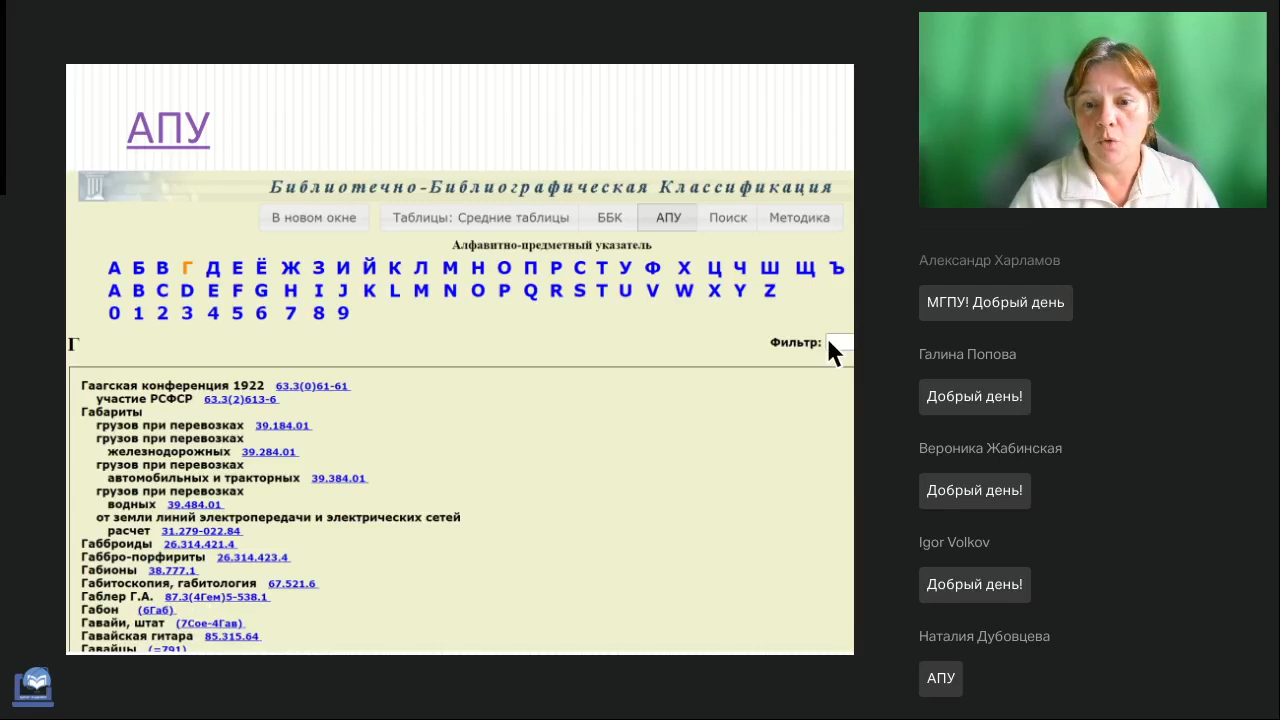 АПУ
Библиотечно-Библиографическая Классификация
В новом окне Таблицы: Средние таблицы ББК АПУ Поиск Методика
Алфавитно-предметный указатель
А Б В Г Д Е Ё Ж З И Й К Л М Н О П Р С Т У Ф Х Ц Ч Ш Щ Ъ
A B C D E F G H I J K L M N O P Q R S T U V W X Y Z
0 1 2 3 4 5 6 7 8 9
Г Фильтр:
Гаагская конференция 1922 63.3(0)61-61
участие РСФСР 63.3(2)613-6
Габариты
грузов при перевозках 39.184.01
грузов при перевозках
железнодорожных 39.284.01
грузов при перевозках
автомобильных и тракторных 39.384.01
грузов при перевозках
водных 39.484.01
от земли линий электропередачи и электрических сетей
расчет 31.279-022.84
Габброиды 26.314.421.4
Габбро-порфириты 26.314.423.4
Габионы 38.777.1
Габитоскопия, габитология 67.521.6
Габлер Г.А. 87.3(4Гем)5-538.1
Габон (6Габ)
Гавайи, штат (7Сое-4Гав)
Гавайская гитара 85.315.64
Гавайцы (=791)
Александр Харламов
МГПУ! Добрый день
Галина Попова
Добрый день!
Вероника Жабинская
Добрый день!
Igor Volkov
Добрый день!
Наталия Дубовцева
АПУ